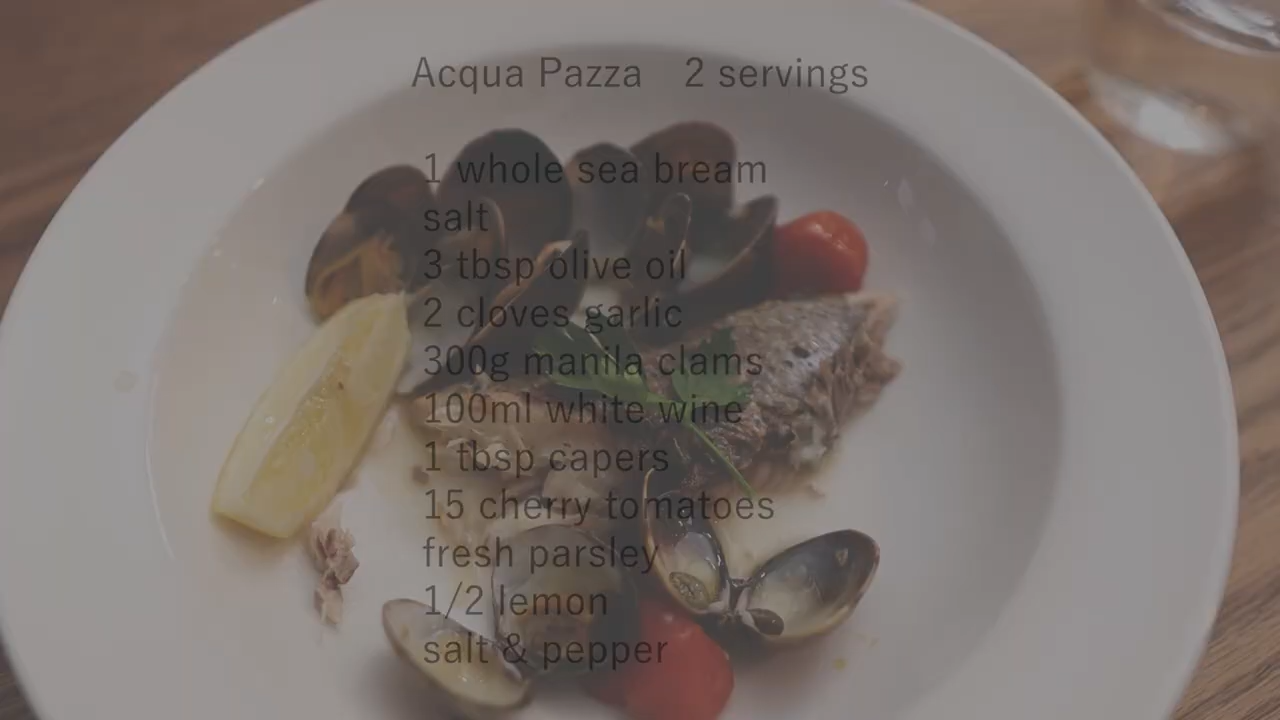 Acqua Pazza 2 servings
1 whole sea bream
salt
3 tbsp olive oil
2 cloves garlic
300g manila clams
100ml white wine
1 tbsp capers
15 cherry tomatoes
fresh parsley
1/2 lemon
salt & pepper